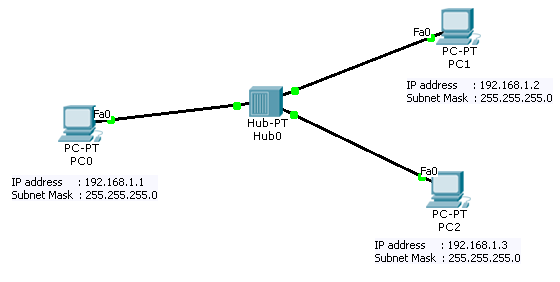 Fa0
PC-PT
PC1
IP address : 192.168.1.2
Subnet Mask : 255.255.255.0
Fa0
PC-PT
PC0
IP address : 192.168.1.1
Subnet Mask : 255.255.255.0
Hub-PT
Hub0
Fa0
PC-PT
PC2
IP address : 192.168.1.3
Subnet Mask : 255.255.255.0